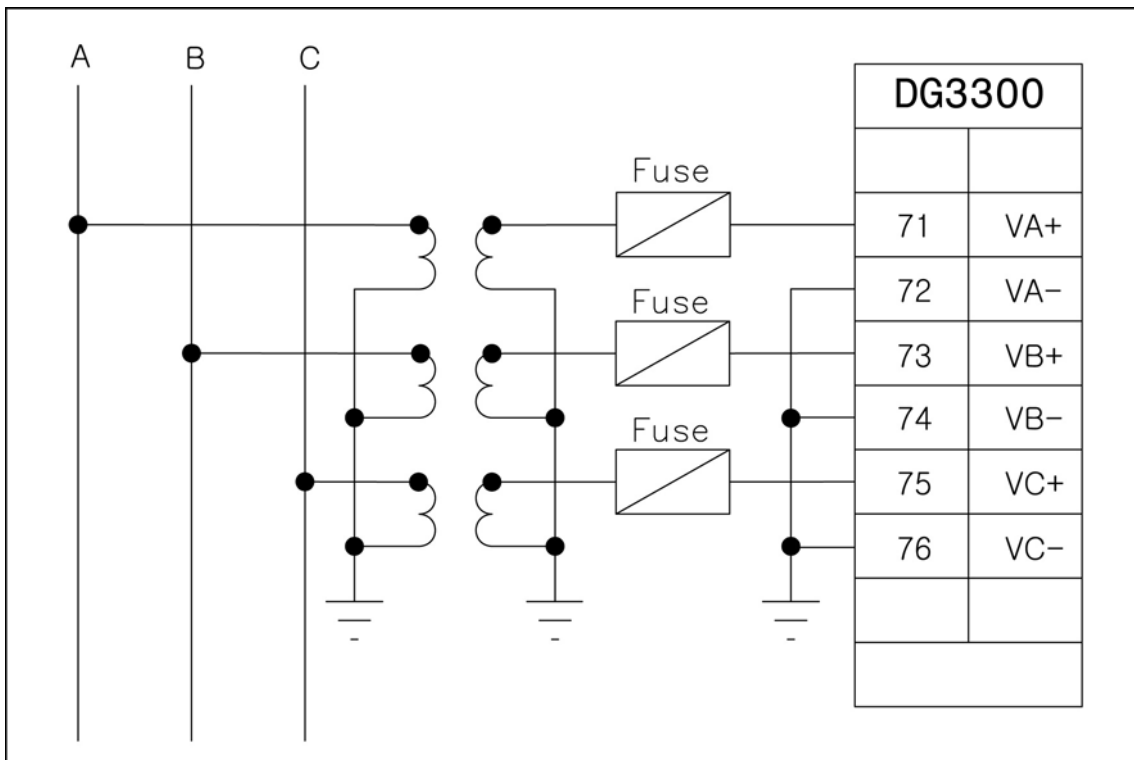 A B C
DG3300
Fuse
71 VA+
72 VA-
Fuse
73 VB+
74 VB-
Fuse
75 VC+
76 VC-